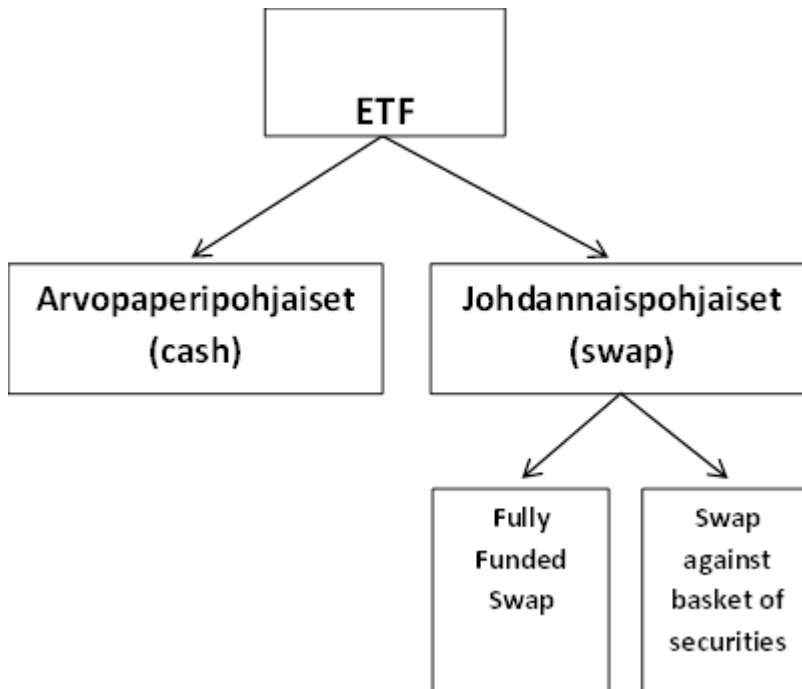 ETF
Arvopaperipohjaiset
(cash)
Johdannaispohjaiset
(swap)
Fully
Funded
Swap
Swap
against
basket of
securities